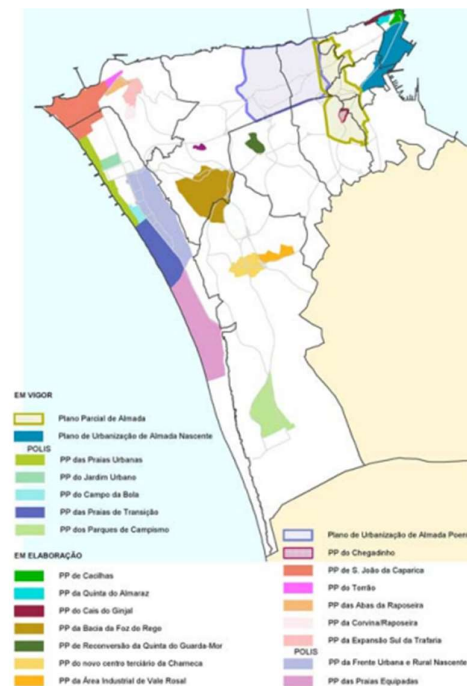 EM VIGOR
Plano Parcial de Almada
Plano de Urbanização de Almada Nascente
POLIS
PP das Praias Urbanas
PP do Jardim Urbano
PP do Campo da Bola
PP das Praias de Transição
PP dos Parques de Campismo
EM ELABORAÇÃO
PP de Cacilhas
PP da Quinta do Almaraz
PP do Cais do Ginjal
PP da Bacia da Foz do Rego
PP de Reconversão da Quinta do Guarda-Mor
PP do novo centro terciário da Charneca
PP da Área Industrial de Vale Rosal
Plano de Urbanização de Almada Poente
PP do Chegadinho
PP de S. João da Caparica
PP do Torrão
PP das Abas da Raposeira
PP da Corvina/Raposeira
PP da Expansão Sul da Trafaria
POLIS
PP da Frente Urbana e Rural Nascente
PP das Praias Equipadas